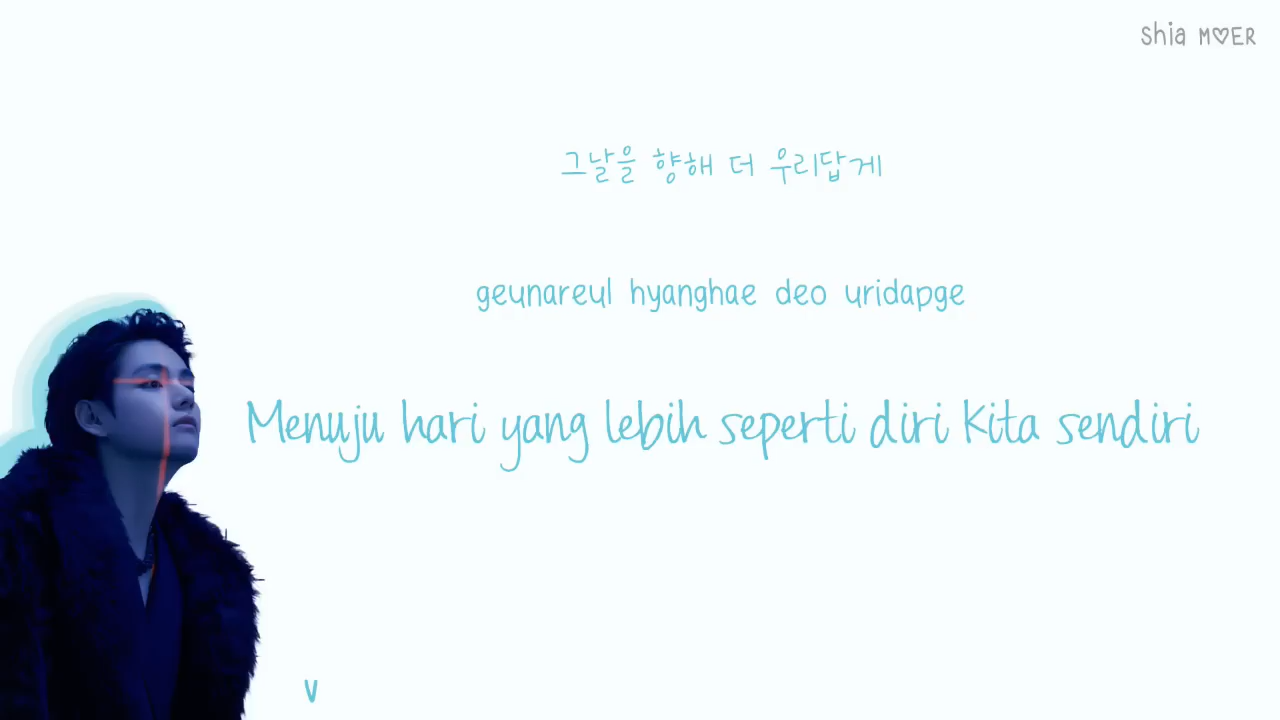 Shia M♡ER
그날을 향해 더 우리답게
geunareul hyanghae deo uridapge
Menuju hari yang lebih seperti diri kita sendiri
V